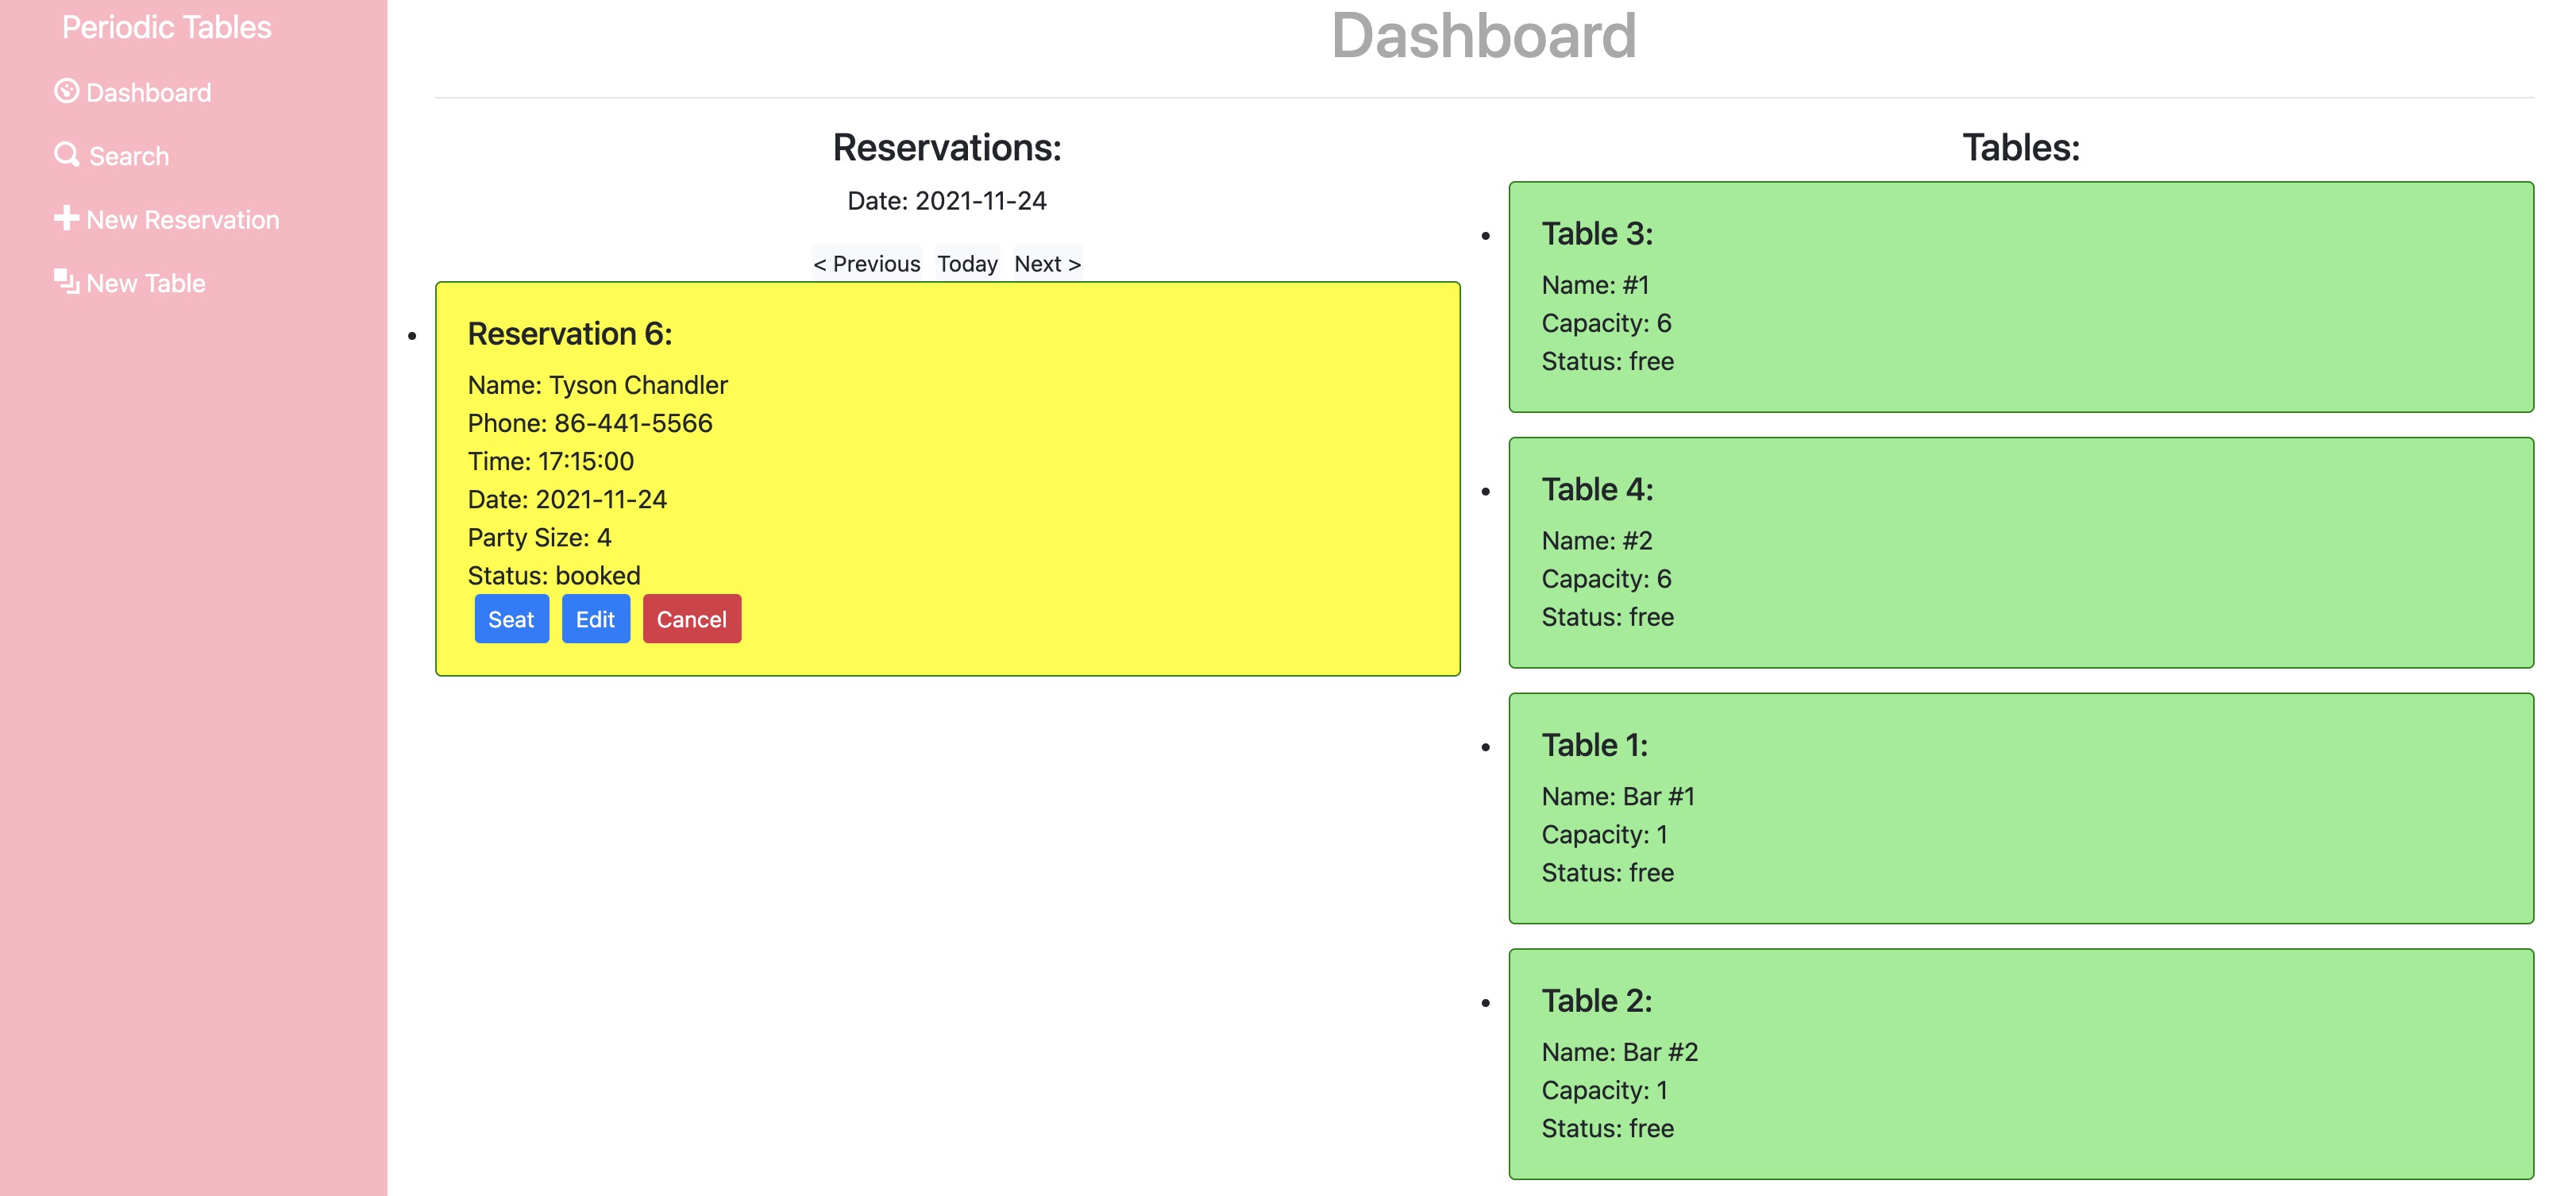 Periodic Tables
Dashboard
Search
New Reservation
New Table
Dashboard
Reservations:
Date: 2021-11-24
< Previous Today Next >
Reservation 6:
Name: Tyson Chandler
Phone: 86-441-5566
Time: 17:15:00
Date: 2021-11-24
Party Size: 4
Status: booked
Seat Edit Cancel
Tables:
Table 3:
Name: #1
Capacity: 6
Status: free
Table 4:
Name: #2
Capacity: 6
Status: free
Table 1:
Name: Bar #1
Capacity: 1
Status: free
Table 2:
Name: Bar #2
Capacity: 1
Status: free